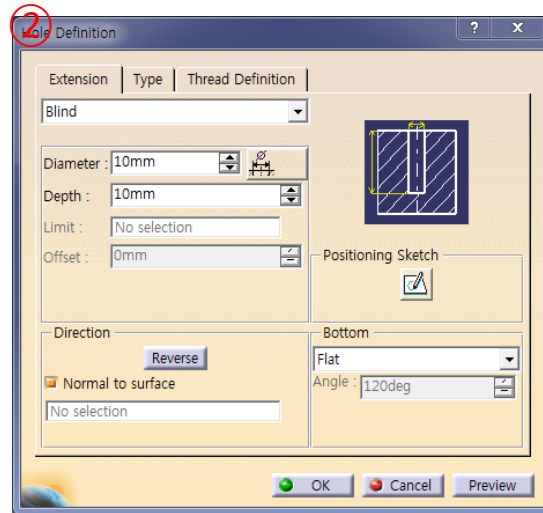 ②
Hole Definition
? X
Extension Type Thread Definition
Blind
Diameter : 10mm
Depth : 10mm
Limit : No selection
Offset : 0mm
Positioning Sketch
Direction
Reverse
Normal to surface
No selection
Bottom
Flat
Angle : 120deg
OK Cancel Preview